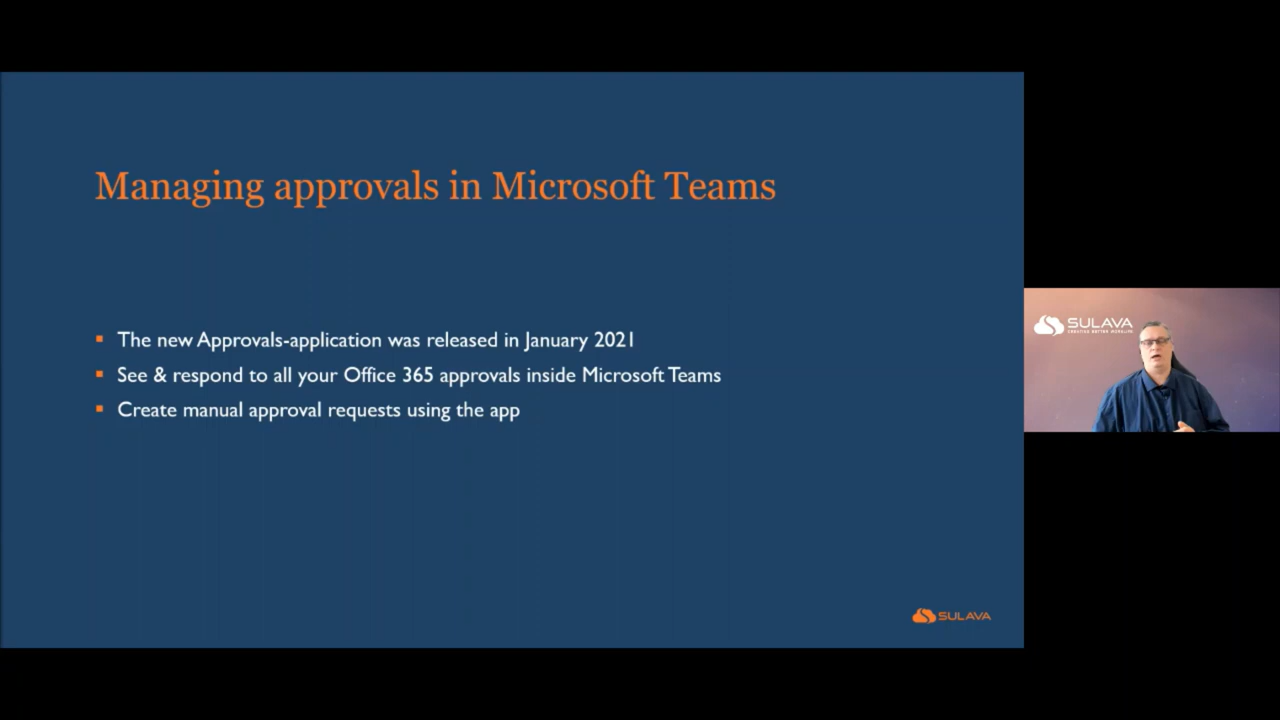 Managing approvals in Microsoft Teams
The new Approvals-application was released in January 2021
See & respond to all your Office 365 approvals inside Microsoft Teams
Create manual approval requests using the app
SULAVA
SULAVA